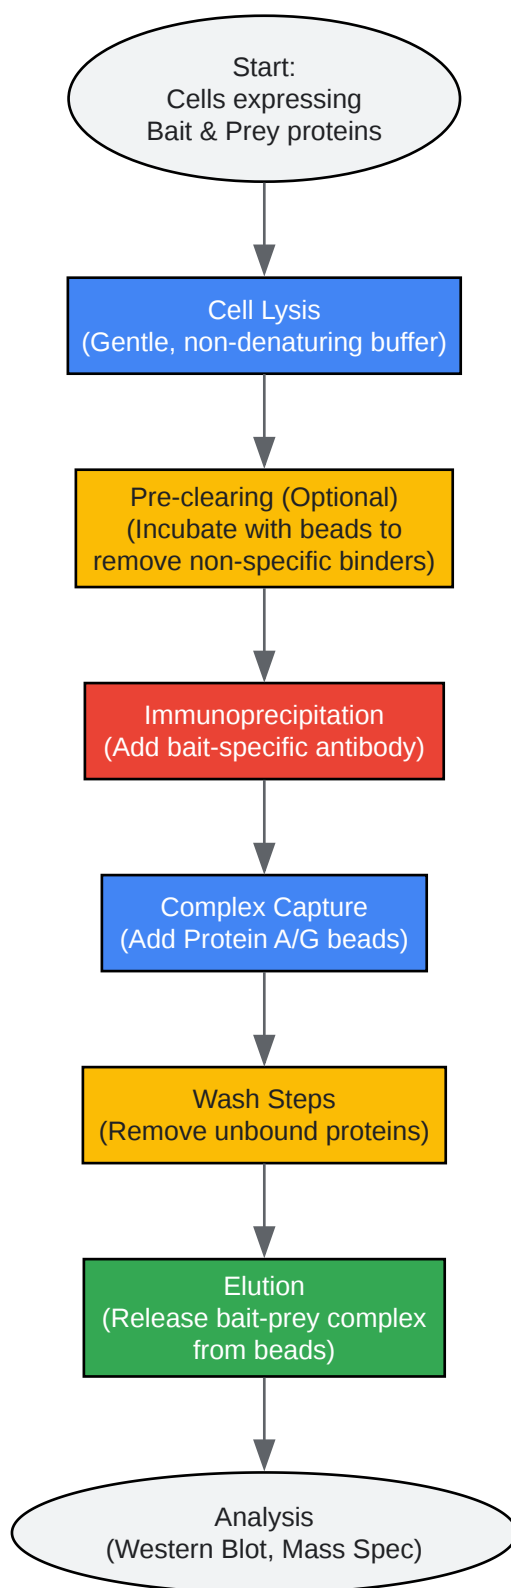 Start:
Cells expressing
Bait & Prey proteins
Cell Lysis
(Gentle, non-denaturing buffer)
Pre-clearing (Optional)
(Incubate with beads to
remove non-specific binders)
Immunoprecipitation
(Add bait-specific antibody)
Complex Capture
(Add Protein A/G beads)
Wash Steps
(Remove unbound proteins)
Elution
(Release bait-prey complex
from beads)
Analysis
(Western Blot, Mass Spec)